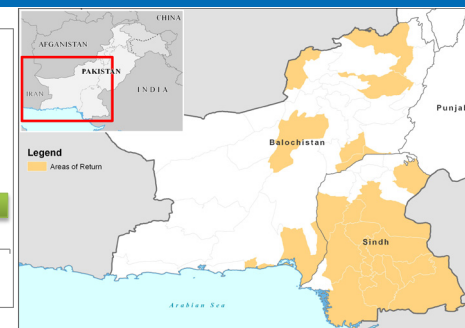 CHINA
AFGANISTAN
PAKISTAN
IRAN
INDIA
Punjab
Balochistan
Legend
Areas of Return
Sindh
Arabian Sea